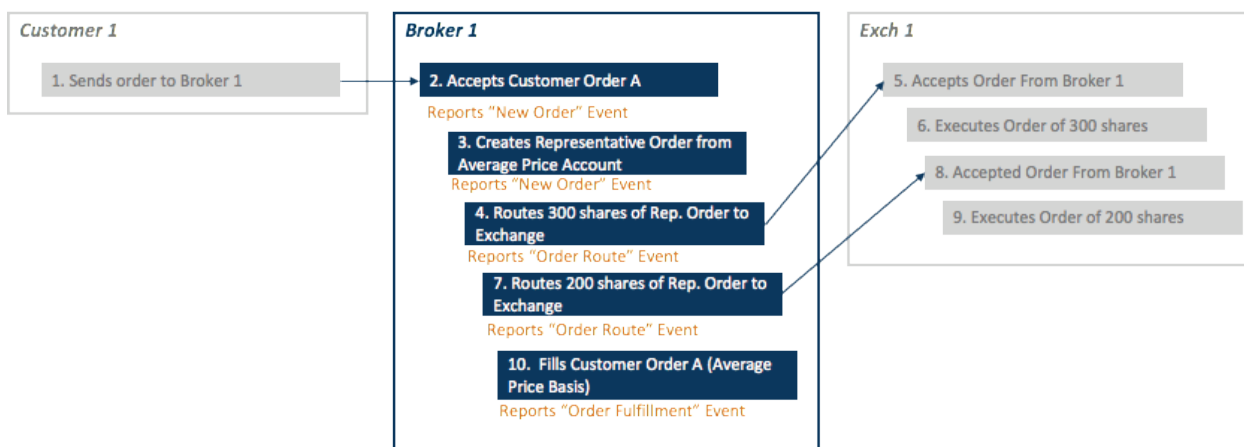 Customer 1
1. Sends order to Broker 1
Broker 1
2. Accepts Customer Order A
Reports "New Order" Event
3. Creates Representative Order from
Average Price Account
Reports "New Order" Event
4. Routes 300 shares of Rep. Order to
Exchange
Reports "Order Route" Event
7. Routes 200 shares of Rep. Order to
Exchange
Reports "Order Route" Event
10. Fills Customer Order A (Average
Price Basis)
Reports "Order Fulfillment" Event
Exch 1
5. Accepts Order From Broker 1
6. Executes Order of 300 shares
8. Accepted Order From Broker 1
9. Executes Order of 200 shares